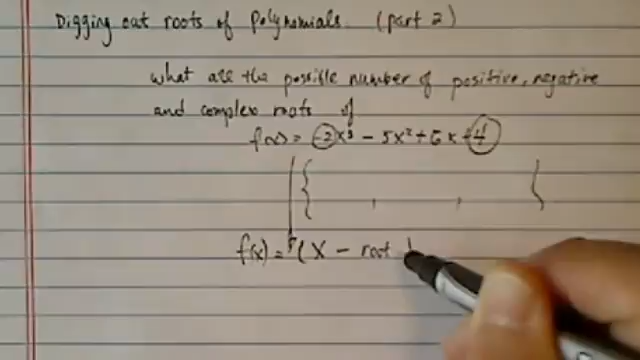 Digging out roots of Polynomials. (part 2)
what are the possible number of positive, negative
and complex roots of
f(x) = -2x³ - 5x² + 6x + 4
f(x) = (x - root